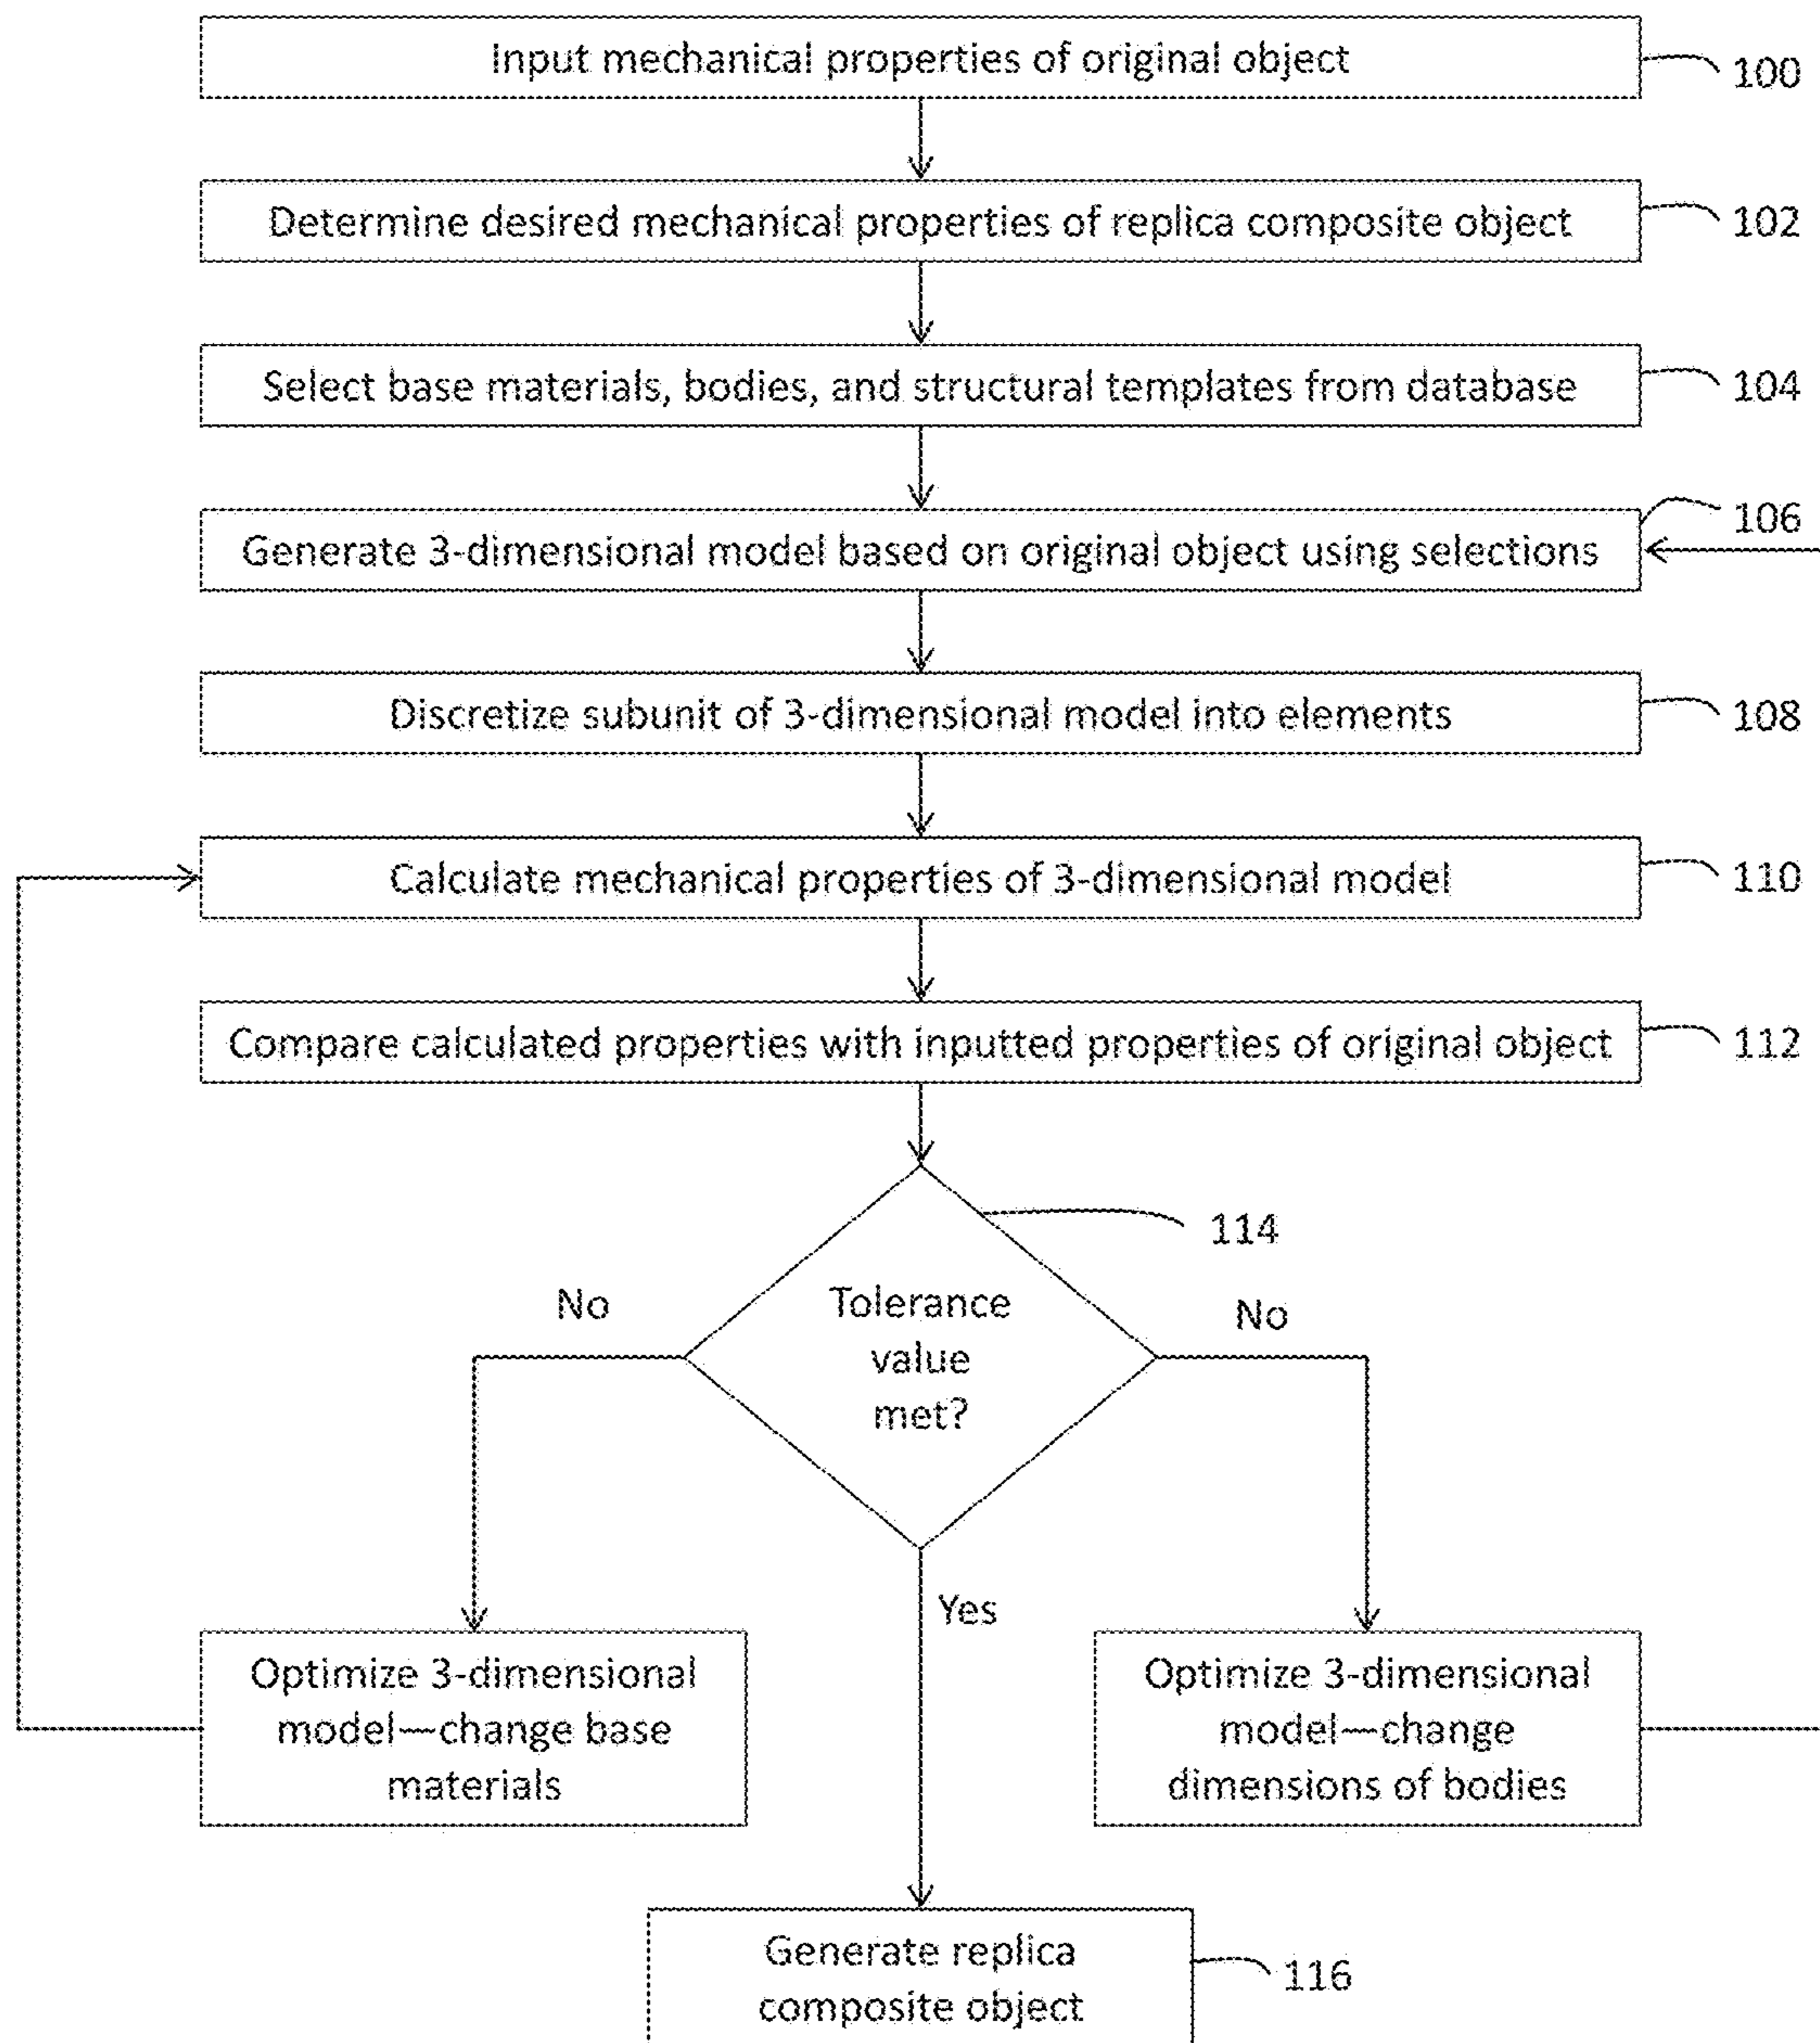 Input mechanical properties of original object
100
Determine desired mechanical properties of replica composite object
102
Select base materials, bodies, and structural templates from database
104
106
Generate 3-dimensional model based on original object using selections
Discretize subunit of 3-dimensional model into elements
108
Calculate mechanical properties of 3-dimensional model
110
Compare calculated properties with inputted properties of original object
112
114
No
Tolerance
value
met?
No
Yes
Optimize 3-dimensional
model—change base
materials
Optimize 3-dimensional
model—change
dimensions of bodies
Generate replica
composite object
116